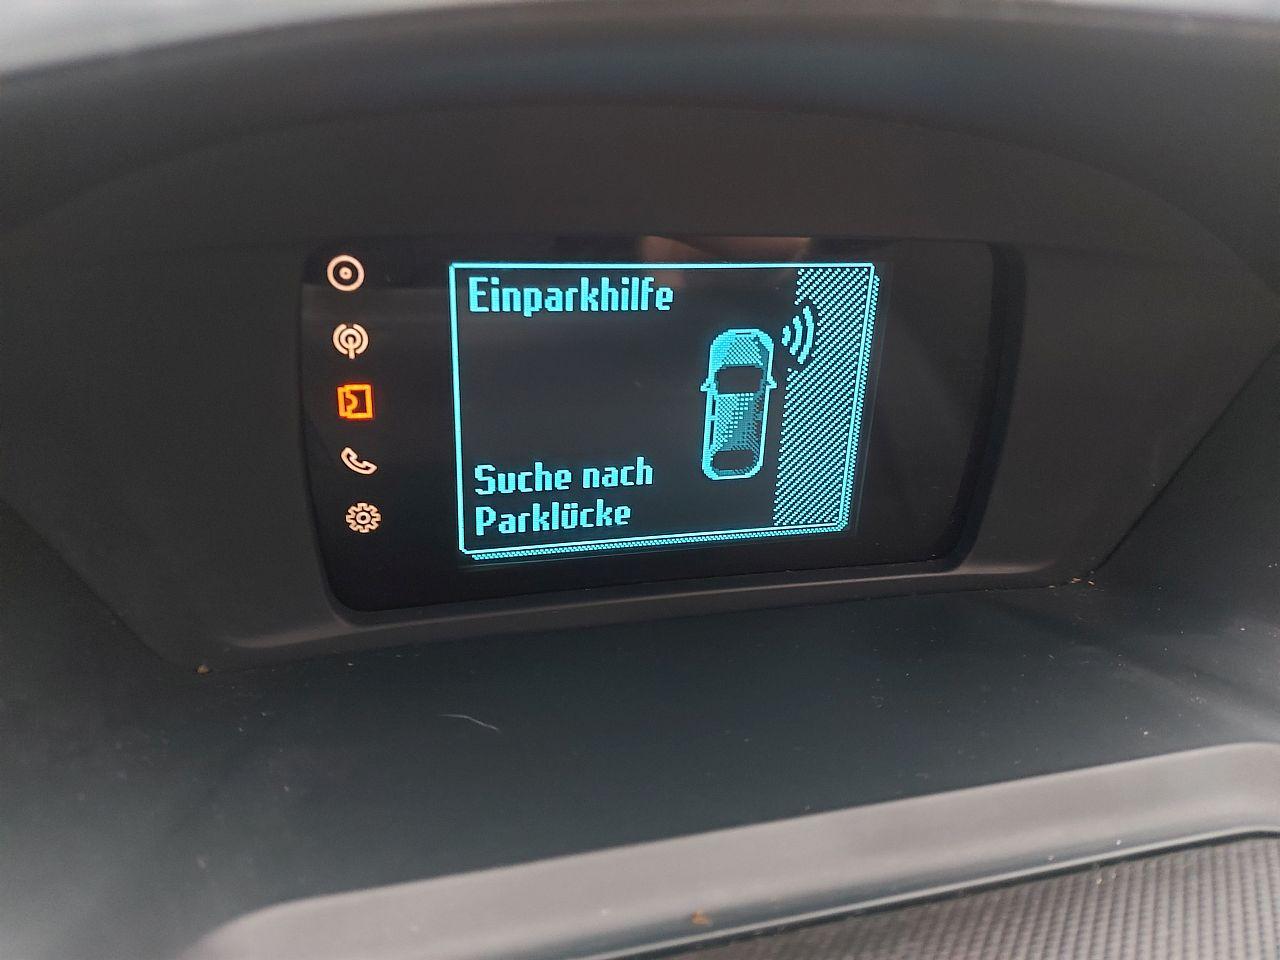 Einparkhilfe
Suche nach
Parklücke